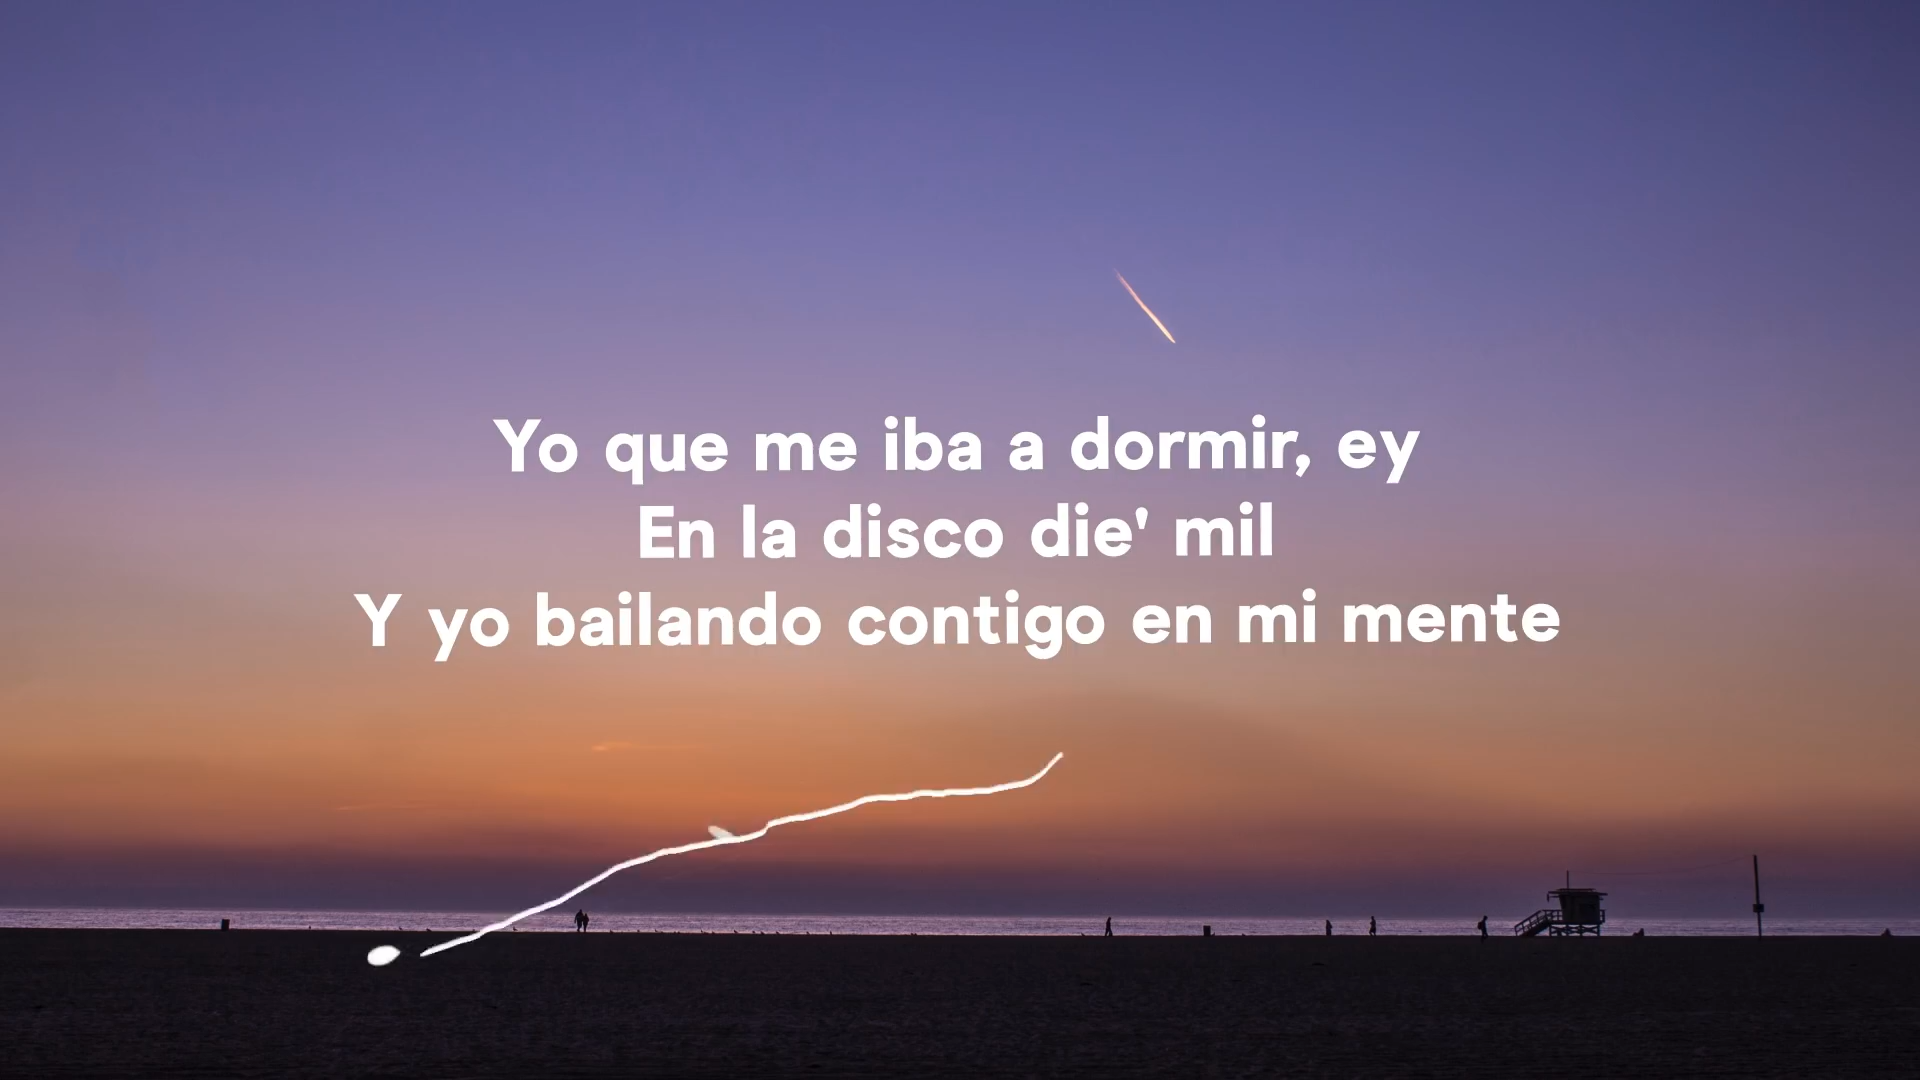 Yo que me iba a dormir, ey
En la disco die' mil
Y yo bailando contigo en mi mente